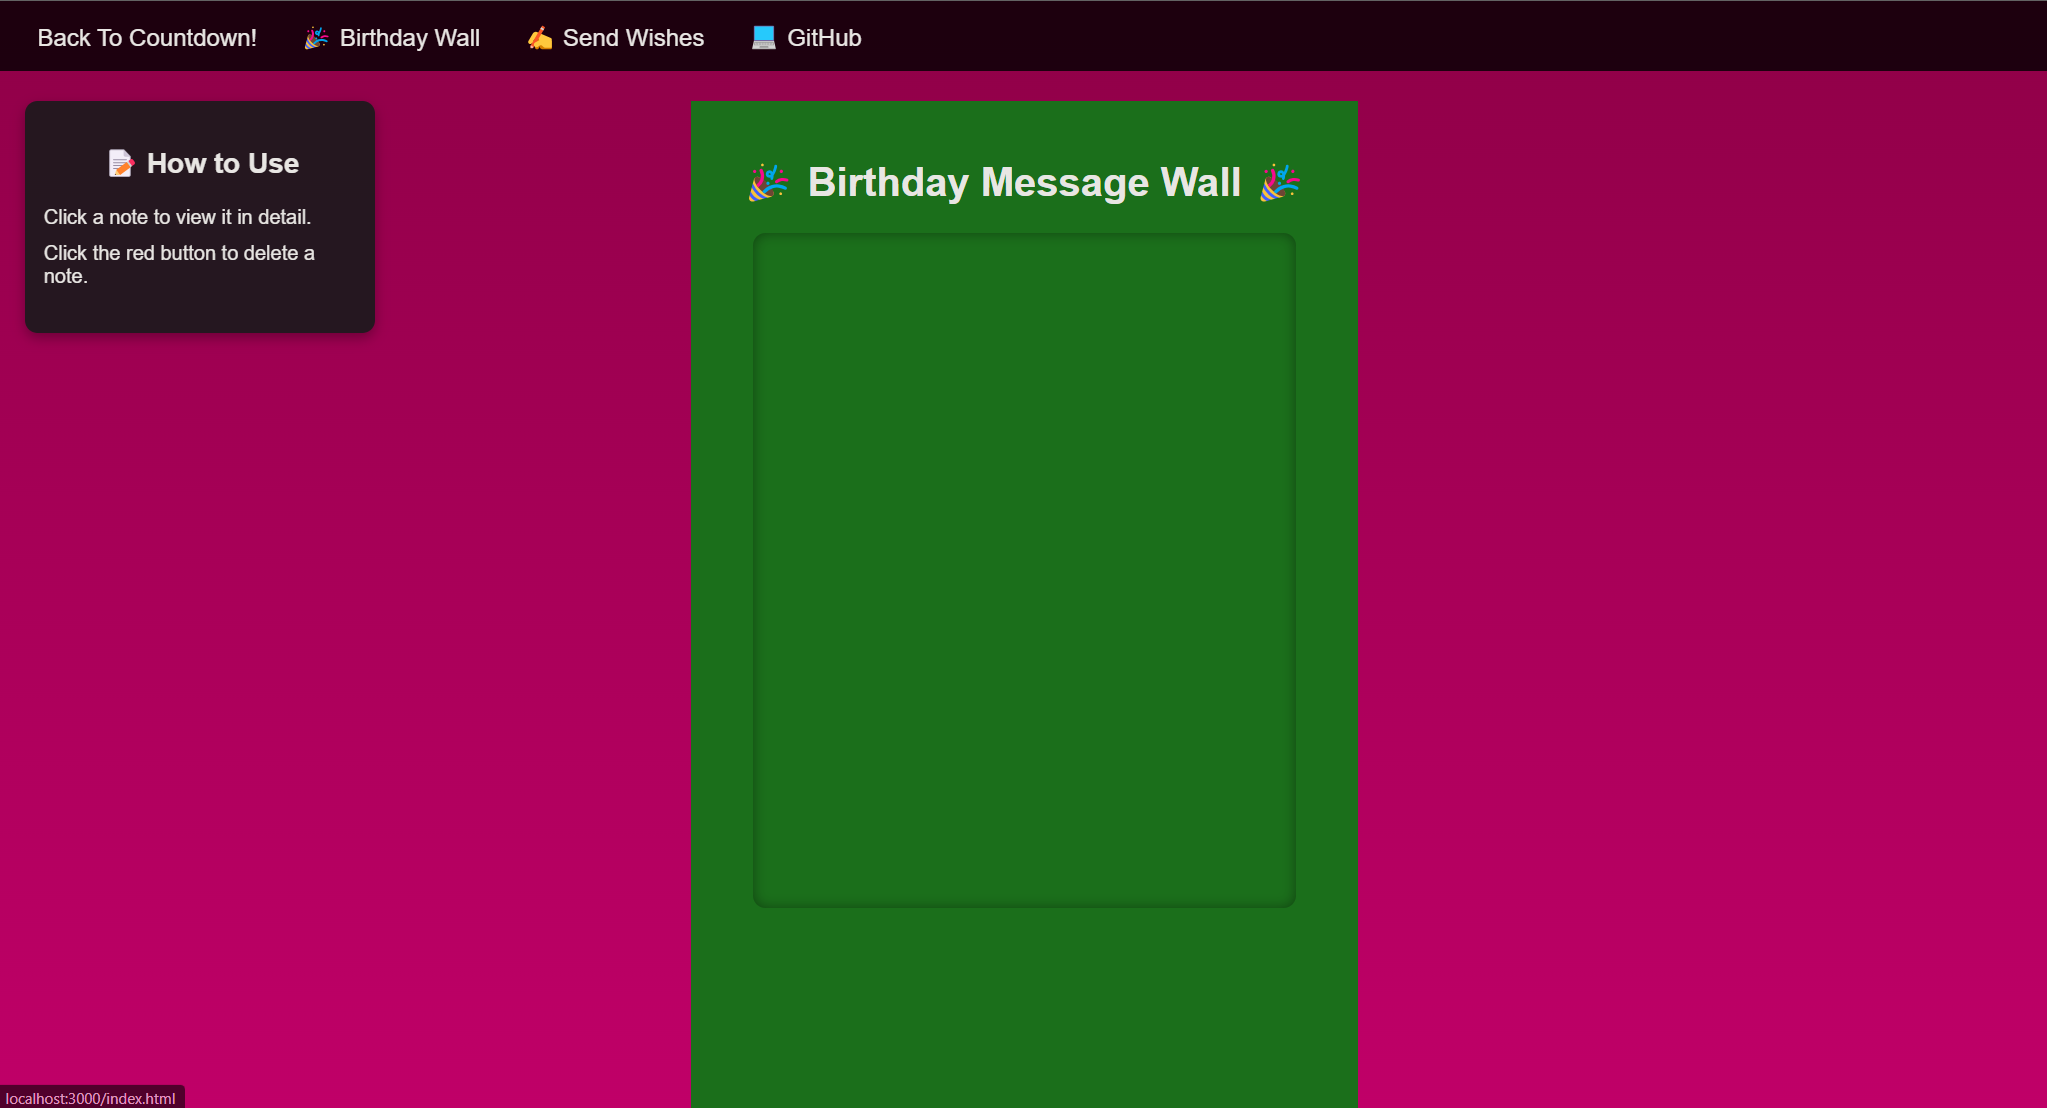 Back To Countdown! 🎉 Birthday Wall ✍️ Send Wishes 💻 GitHub
📝 How to Use
Click a note to view it in detail.
Click the red button to delete a
note.
🎉 Birthday Message Wall 🎉
localhost:3000/index.html